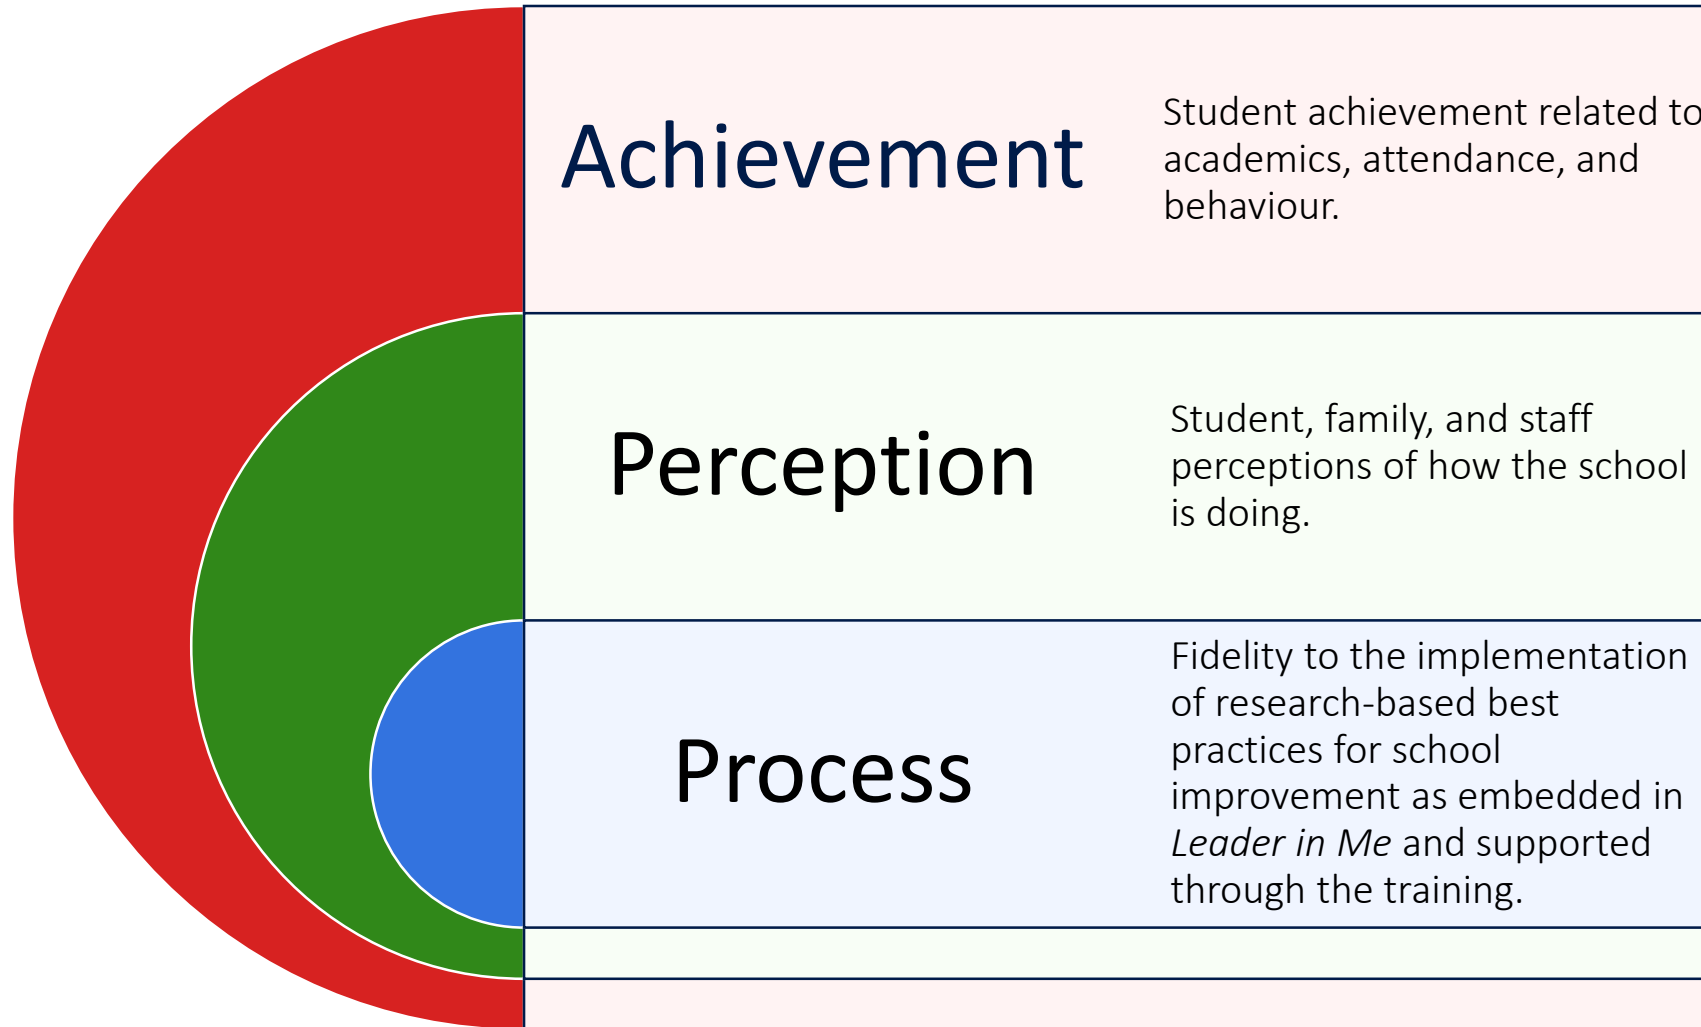 Achievement
Student achievement related to
academics, attendance, and
behaviour.
Perception
Student, family, and staff
perceptions of how the school
is doing.
Process
Fidelity to the implementation
of research-based best
practices for school
improvement as embedded in
Leader in Me and supported
through the training.